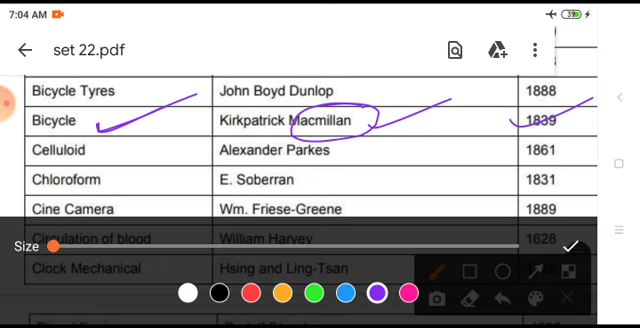 7:04 AM
39
set 22.pdf
Bicycle Tyres John Boyd Dunlop 1888
Bicycle Kirkpatrick Macmillan 1839
Celluloid Alexander Parkes 1861
Chloroform E. Soberran 1831
Cine Camera Wm. Friese-Greene 1889
Circulation of blood William Harvey 1628
Size
Clock Mechanical Hsing and Ling-Tsan